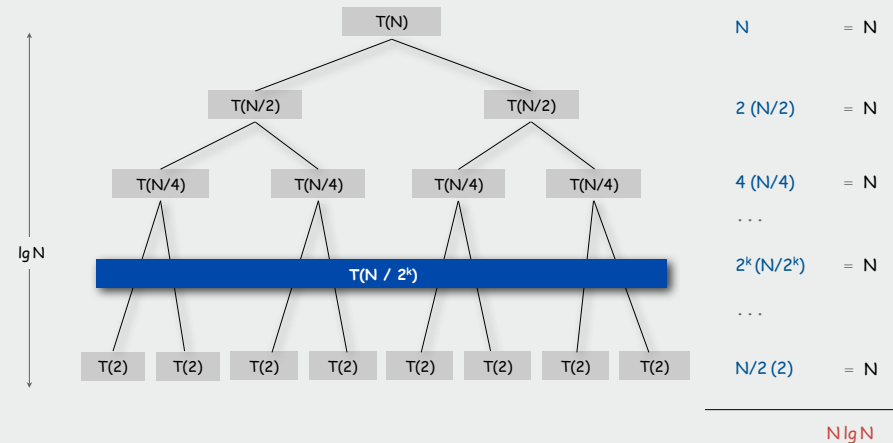 T(N) N = N
T(N/2) T(N/2) 2 (N/2) = N
T(N/4) T(N/4) T(N/4) T(N/4) 4 (N/4) = N
. . .
lg N
T(N / 2ᵏ) 2ᵏ (N/2ᵏ) = N
. . .
T(2) T(2) T(2) T(2) T(2) T(2) T(2) T(2) N/2 (2) = N
N lg N